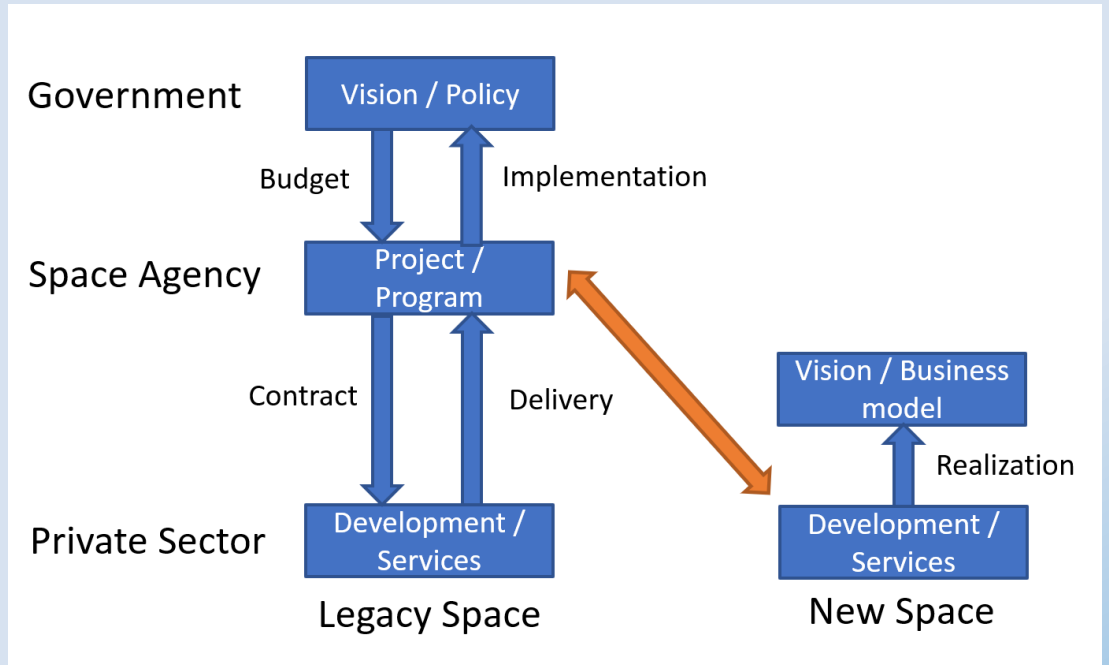 Government
Vision / Policy
Budget
Implementation
Space Agency
Project /
Program
Contract
Delivery
Vision / Business
model
Realization
Private Sector
Development /
Services
Development /
Services
Legacy Space
New Space